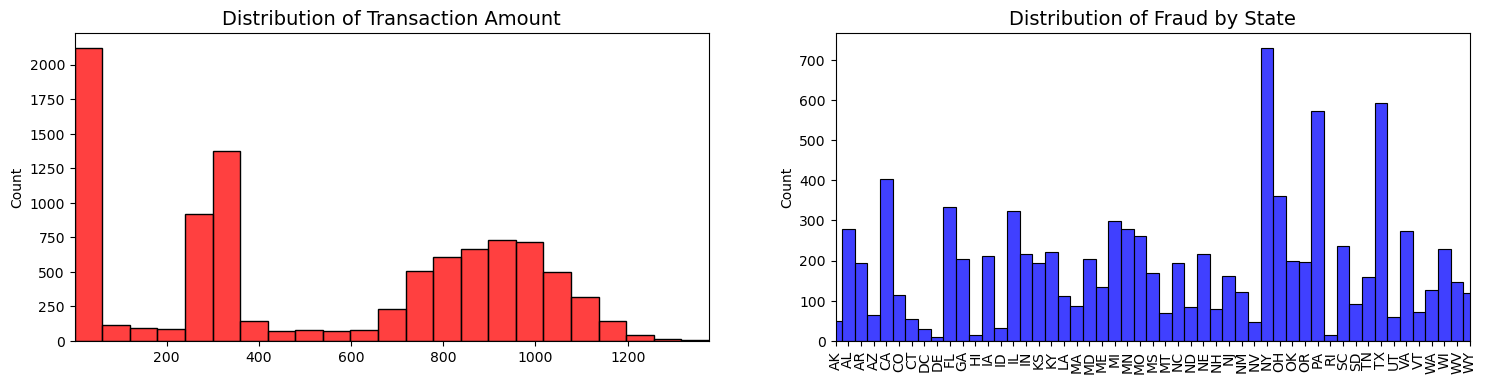 Distribution of Transaction Amount
Count
2000
1750
1500
1250
1000
750
500
250
0
200 400 600 800 1000 1200
Distribution of Fraud by State
Count
700
600
500
400
300
200
100
0
AK AL AR AZ CA CO CT DC DE FL GA HI IA ID IL IN KS KY LA MA MD ME MI MN MO MS MT NC ND NE NH NJ NM NV NY OH OK OR PA RI SC SD TN TX UT VA VT WA WI WV WY